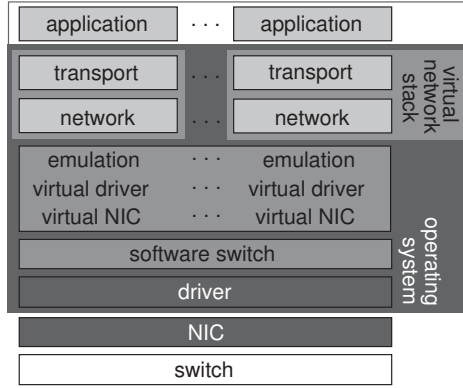 application · · · application
transport · · · transport
network · · · network
virtual
network
stack
emulation · · · emulation
virtual driver · · · virtual driver
virtual NIC · · · virtual NIC
software switch
driver
operating
system
NIC
switch